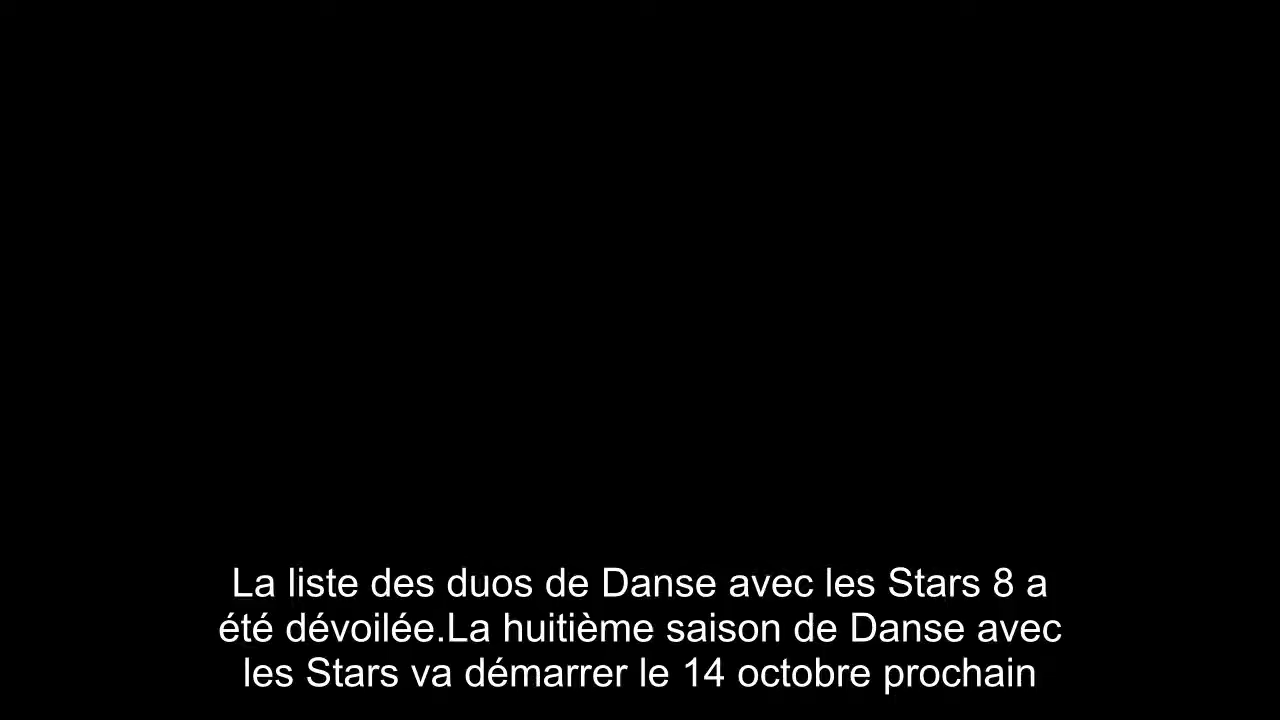 La liste des duos de Danse avec les Stars 8 a
été dévoilée.La huitième saison de Danse avec
les Stars va démarrer le 14 octobre prochain